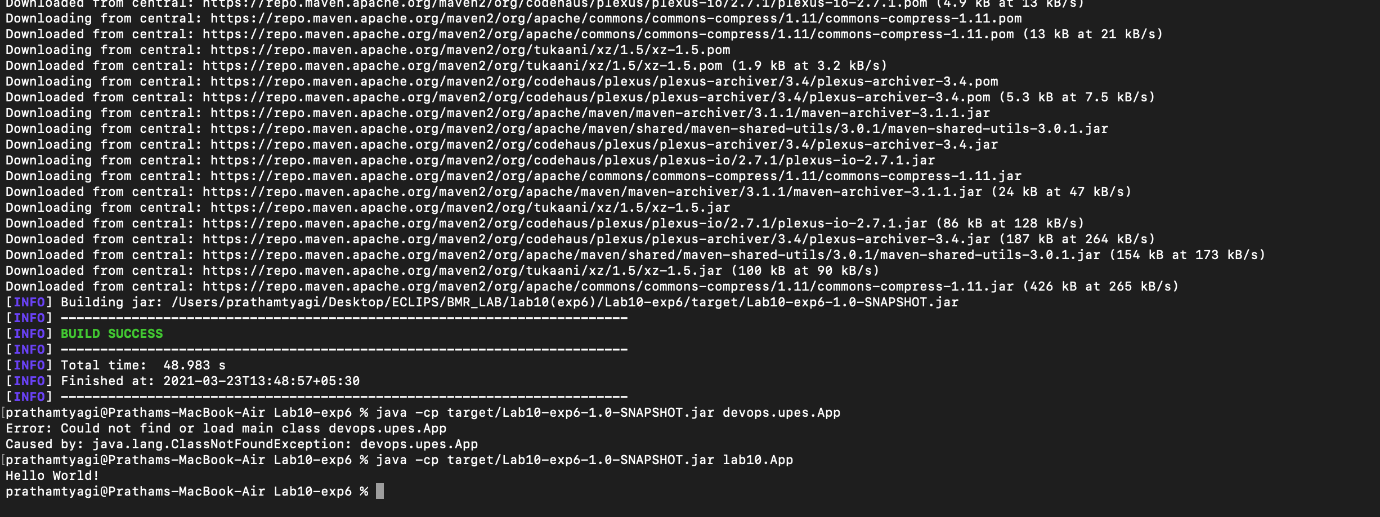 Downloaded from central: https://repo.maven.apache.org/maven2/org/codehaus/plexus/plexus-io/2.7.1/plexus-io-2.7.1.pom (4.9 kB at 13 kB/s)
Downloading from central: https://repo.maven.apache.org/maven2/org/apache/commons/commons-compress/1.11/commons-compress-1.11.pom
Downloaded from central: https://repo.maven.apache.org/maven2/org/apache/commons/commons-compress/1.11/commons-compress-1.11.pom (13 kB at 21 kB/s)
Downloading from central: https://repo.maven.apache.org/maven2/org/tukaani/xz/1.5/xz-1.5.pom
Downloaded from central: https://repo.maven.apache.org/maven2/org/tukaani/xz/1.5/xz-1.5.pom (1.9 kB at 3.2 kB/s)
Downloading from central: https://repo.maven.apache.org/maven2/org/codehaus/plexus/plexus-archiver/3.4/plexus-archiver-3.4.pom
Downloaded from central: https://repo.maven.apache.org/maven2/org/codehaus/plexus/plexus-archiver/3.4/plexus-archiver-3.4.pom (5.3 kB at 7.5 kB/s)
Downloading from central: https://repo.maven.apache.org/maven2/org/apache/maven/maven-archiver/3.1.1/maven-archiver-3.1.1.jar
Downloading from central: https://repo.maven.apache.org/maven2/org/apache/maven/shared/maven-shared-utils/3.0.1/maven-shared-utils-3.0.1.jar
Downloading from central: https://repo.maven.apache.org/maven2/org/codehaus/plexus/plexus-archiver/3.4/plexus-archiver-3.4.jar
Downloading from central: https://repo.maven.apache.org/maven2/org/codehaus/plexus/plexus-io/2.7.1/plexus-io-2.7.1.jar
Downloading from central: https://repo.maven.apache.org/maven2/org/apache/commons/commons-compress/1.11/commons-compress-1.11.jar
Downloaded from central: https://repo.maven.apache.org/maven2/org/apache/maven/maven-archiver/3.1.1/maven-archiver-3.1.1.jar (24 kB at 47 kB/s)
Downloading from central: https://repo.maven.apache.org/maven2/org/tukaani/xz/1.5/xz-1.5.jar
Downloaded from central: https://repo.maven.apache.org/maven2/org/codehaus/plexus/plexus-io/2.7.1/plexus-io-2.7.1.jar (86 kB at 128 kB/s)
Downloaded from central: https://repo.maven.apache.org/maven2/org/codehaus/plexus/plexus-archiver/3.4/plexus-archiver-3.4.jar (187 kB at 264 kB/s)
Downloaded from central: https://repo.maven.apache.org/maven2/org/apache/maven/shared/maven-shared-utils/3.0.1/maven-shared-utils-3.0.1.jar (154 kB at 173 kB/s)
Downloaded from central: https://repo.maven.apache.org/maven2/org/tukaani/xz/1.5/xz-1.5.jar (100 kB at 90 kB/s)
Downloaded from central: https://repo.maven.apache.org/maven2/org/apache/commons/commons-compress/1.11/commons-compress-1.11.jar (426 kB at 265 kB/s)
[INFO] Building jar: /Users/prathamtyagi/Desktop/ECLIPS/BMR_LAB/lab10(exp6)/Lab10-exp6/target/Lab10-exp6-1.0-SNAPSHOT.jar
[INFO] ------------------------------------------------------------------------
[INFO] BUILD SUCCESS
[INFO] ------------------------------------------------------------------------
[INFO] Total time:  48.983 s
[INFO] Finished at: 2021-03-23T13:48:57+05:30
[INFO] ------------------------------------------------------------------------
[prathamtyagi@Prathams-MacBook-Air Lab10-exp6 % java -cp target/Lab10-exp6-1.0-SNAPSHOT.jar devops.upes.App
Error: Could not find or load main class devops.upes.App
Caused by: java.lang.ClassNotFoundException: devops.upes.App
[prathamtyagi@Prathams-MacBook-Air Lab10-exp6 % java -cp target/Lab10-exp6-1.0-SNAPSHOT.jar lab10.App
Hello World!
prathamtyagi@Prathams-MacBook-Air Lab10-exp6 %